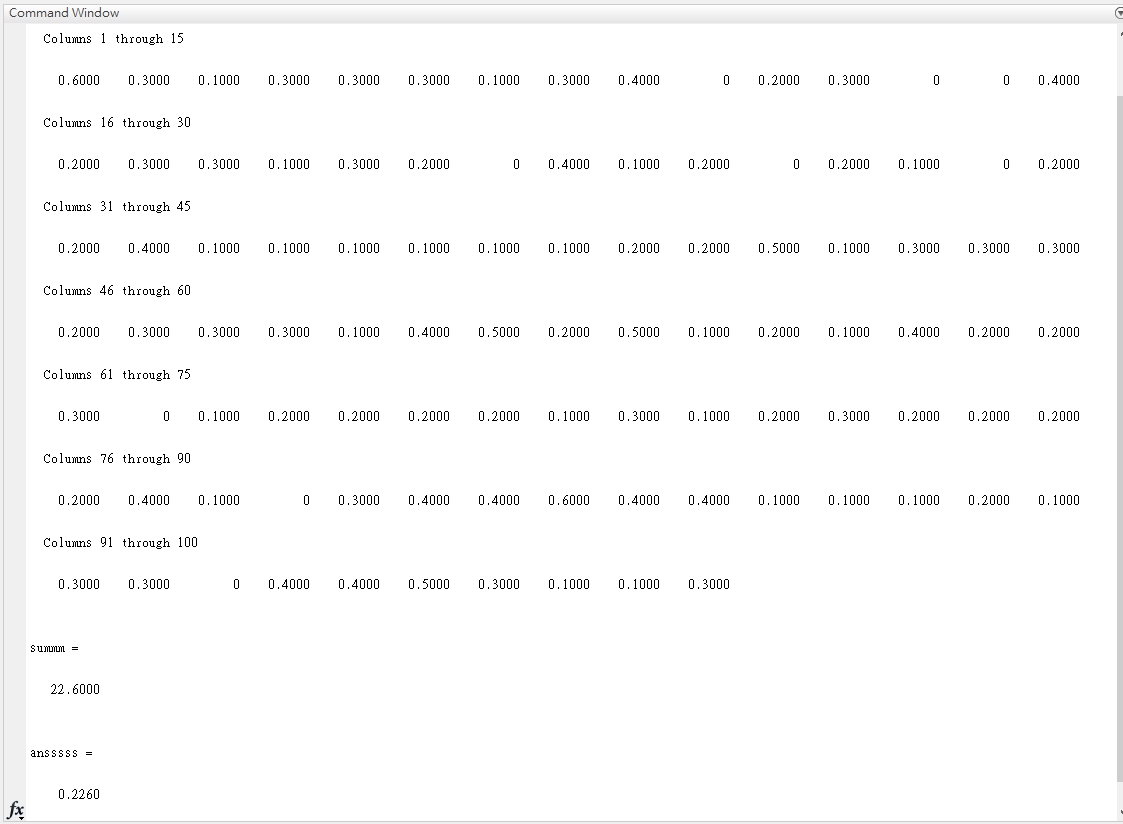 Command Window
Columns 1 through 15
0.6000 0.3000 0.1000 0.3000 0.3000 0.3000 0.1000 0.3000 0.4000 0 0.2000 0.3000 0 0 0.4000
Columns 16 through 30
0.2000 0.3000 0.3000 0.1000 0.3000 0.2000 0 0.4000 0.1000 0.2000 0 0.2000 0.1000 0 0.2000
Columns 31 through 45
0.2000 0.4000 0.1000 0.1000 0.1000 0.1000 0.1000 0.1000 0.2000 0.2000 0.5000 0.1000 0.3000 0.3000 0.3000
Columns 46 through 60
0.2000 0.3000 0.3000 0.3000 0.1000 0.4000 0.5000 0.2000 0.5000 0.1000 0.2000 0.1000 0.4000 0.2000 0.2000
Columns 61 through 75
0.3000 0 0.1000 0.2000 0.2000 0.2000 0.2000 0.1000 0.3000 0.1000 0.2000 0.3000 0.2000 0.2000 0.2000
Columns 76 through 90
0.2000 0.4000 0.1000 0 0.3000 0.4000 0.4000 0.6000 0.4000 0.4000 0.1000 0.1000 0.1000 0.2000 0.1000
Columns 91 through 100
0.3000 0.3000 0 0.4000 0.4000 0.5000 0.3000 0.1000 0.1000 0.3000
summm =
22.6000
ansssss =
0.2260
fx